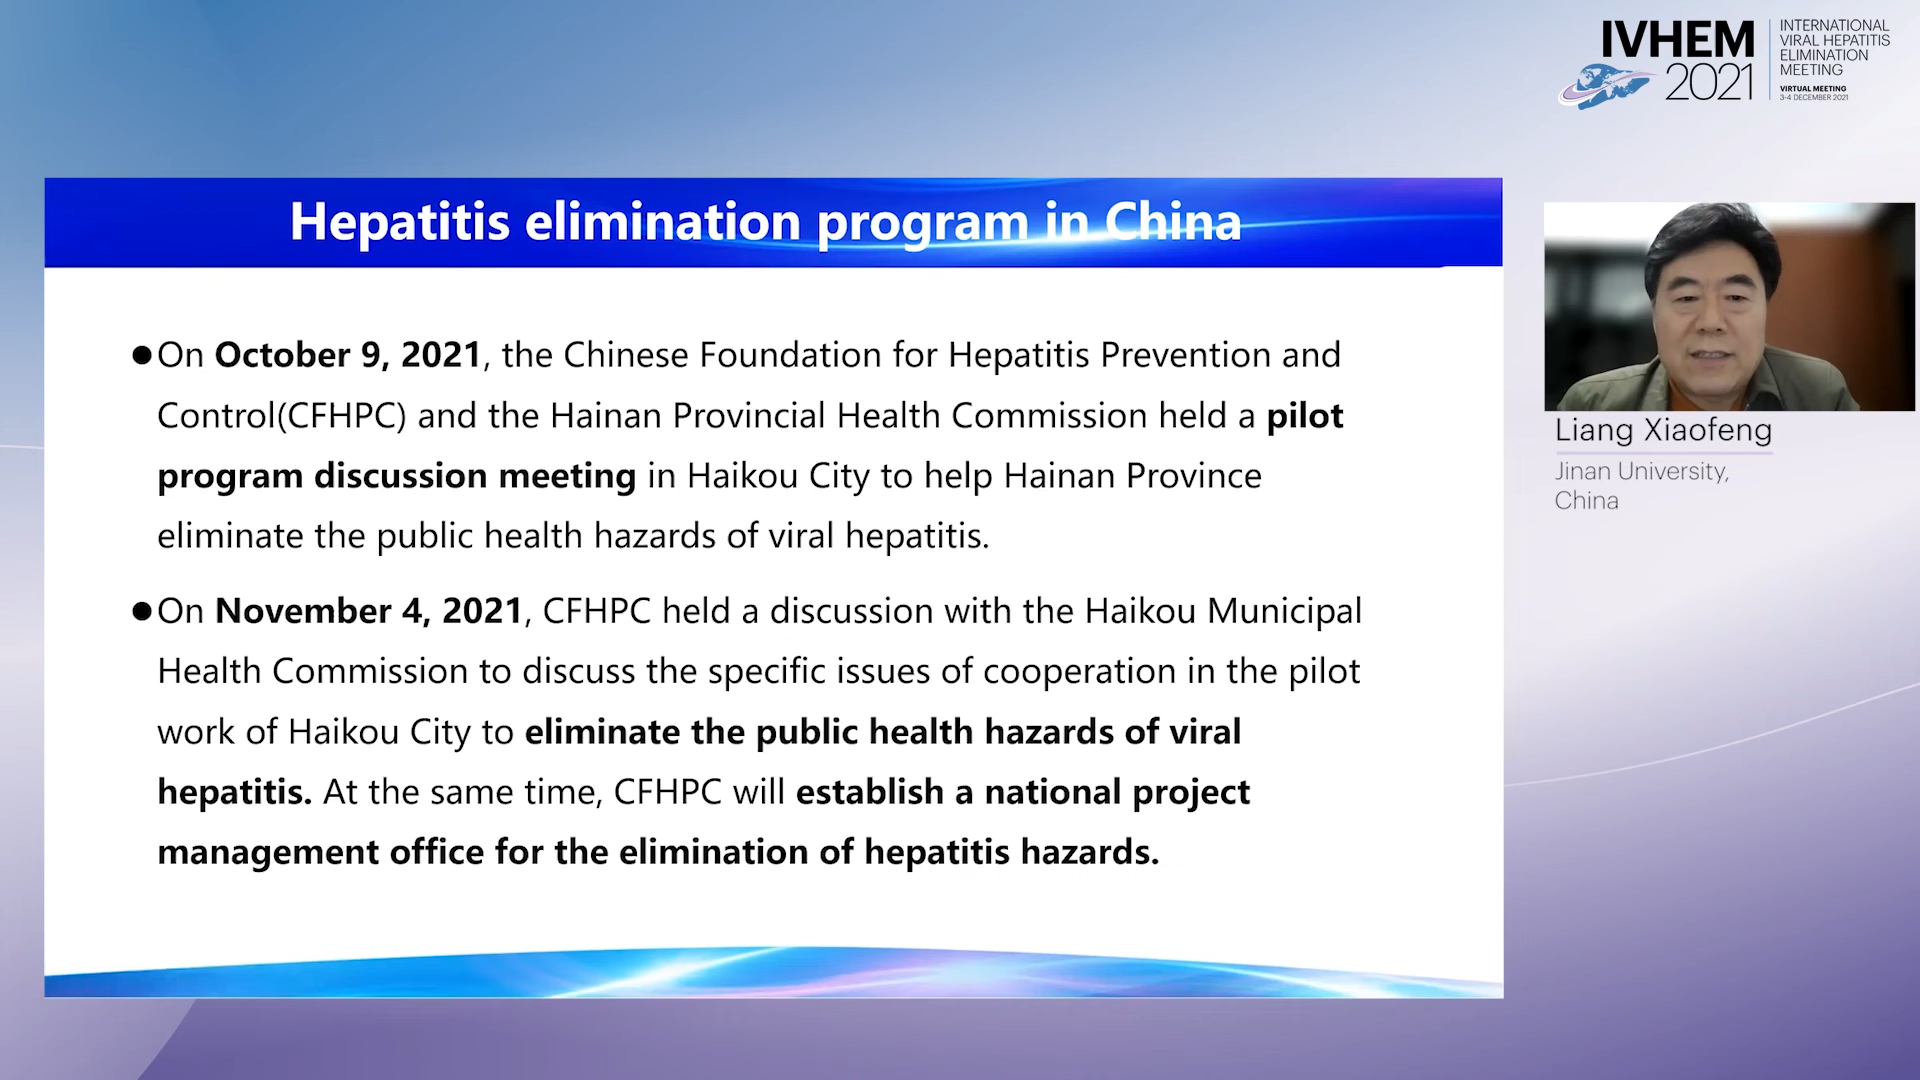 IVHEM
2021
INTERNATIONAL
VIRAL HEPATITIS
ELIMINATION
MEETING
VIRTUAL MEETING
3-4 DECEMBER 2021
Hepatitis elimination program in China
●On October 9, 2021, the Chinese Foundation for Hepatitis Prevention and
Control(CFHPC) and the Hainan Provincial Health Commission held a pilot
program discussion meeting in Haikou City to help Hainan Province
eliminate the public health hazards of viral hepatitis.
●On November 4, 2021, CFHPC held a discussion with the Haikou Municipal
Health Commission to discuss the specific issues of cooperation in the pilot
work of Haikou City to eliminate the public health hazards of viral
hepatitis. At the same time, CFHPC will establish a national project
management office for the elimination of hepatitis hazards.
Liang Xiaofeng
Jinan University,
China